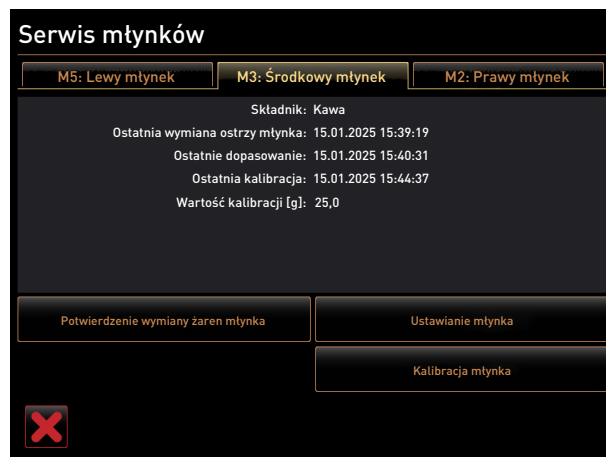 Serwis młynków
M5: Lewy młynek M3: Środkowy młynek M2: Prawy młynek
Składnik: Kawa
Ostatnia wymiana ostrzy młynka: 15.01.2025 15:39:19
Ostatnie dopasowanie: 15.01.2025 15:40:31
Ostatnia kalibracja: 15.01.2025 15:44:37
Wartość kalibracji [g]: 25,0
Potwierdzenie wymiany żaren młynka Ustawianie młynka
Kalibracja młynka